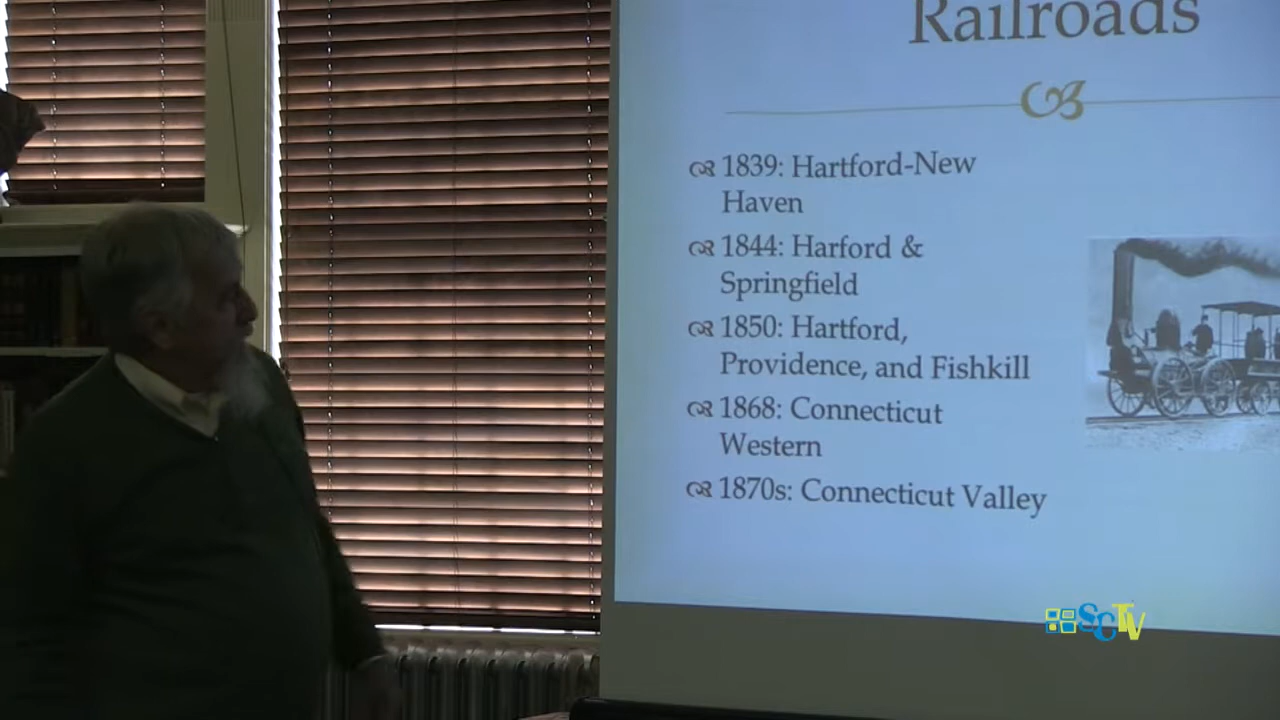 Railroads
1839: Hartford-New
Haven
1844: Harford &
Springfield
1850: Hartford,
Providence, and Fishkill
1868: Connecticut
Western
1870s: Connecticut Valley
SCTV